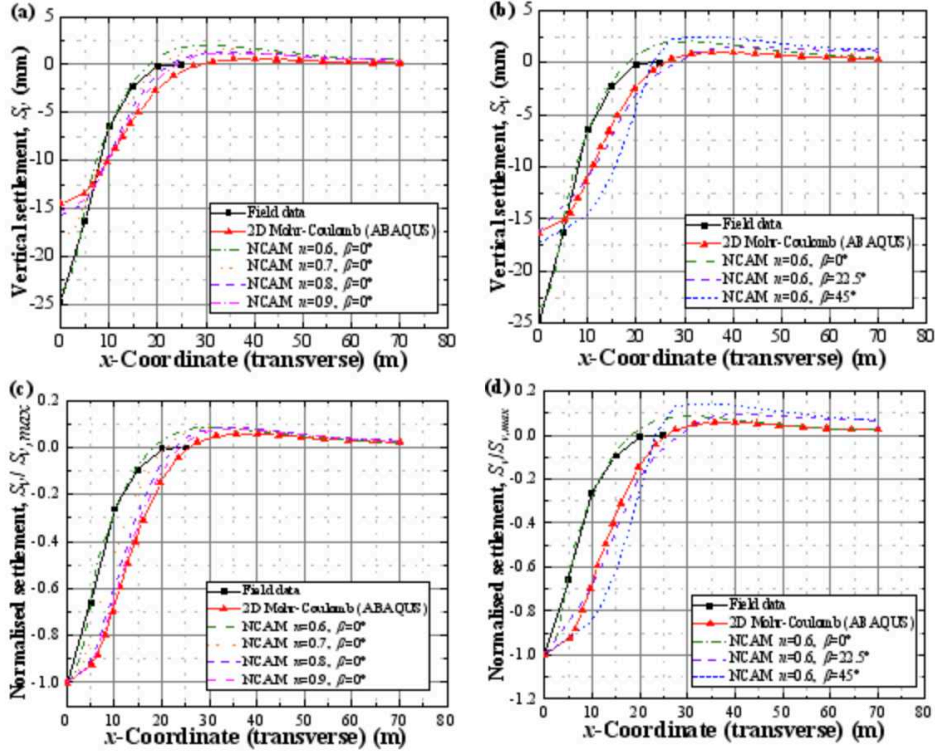 (a)
Vertical settlement, Sv (mm)
0
-5
-10
-15
-20
-25
Field data
2D Mohr-Coulomb (ABAQUS)
NCAM n=0.6, β=0°
NCAM n=0.7, β=0°
NCAM n=0.8, β=0°
NCAM n=0.9, β=0°
0 10 20 30 40 50 60 70 80
x-Coordinate (transverse) (m)
(b)
Vertical settlement, Sv (mm)
5
0
-5
-10
-15
-20
-25
Field data
2D Mohr-Coulomb (ABAQUS)
NCAM n=0.6, β=0°
NCAM n=0.6, β=22.5°
NCAM n=0.6, β=45°
0 10 20 30 40 50 60 70 80
x-Coordinate (transverse) (m)
(c)
Normalised settlement, Sv/ Sv,max
0.2
0.0
-0.2
-0.4
-0.6
-0.8
-1.0
Field data
2D Mohr-Coulomb (ABAQUS)
NCAM n=0.6, β=0°
NCAM n=0.7, β=0°
NCAM n=0.8, β=0°
NCAM n=0.9, β=0°
0 10 20 30 40 50 60 70 80
x-Coordinate (transverse) (m)
(d)
Normalised settlement, Sv/Sv,max
0.2
0.0
-0.2
-0.4
-0.6
-0.8
-1.0
-1.2
Field data
2D Mohr-Coulomb (ABAQUS)
NCAM n=0.6, β=0°
NCAM n=0.6, β=22.5°
NCAM n=0.6, β=45°
0 10 20 30 40 50 60 70 80
x-Coordinate (transverse) (m)